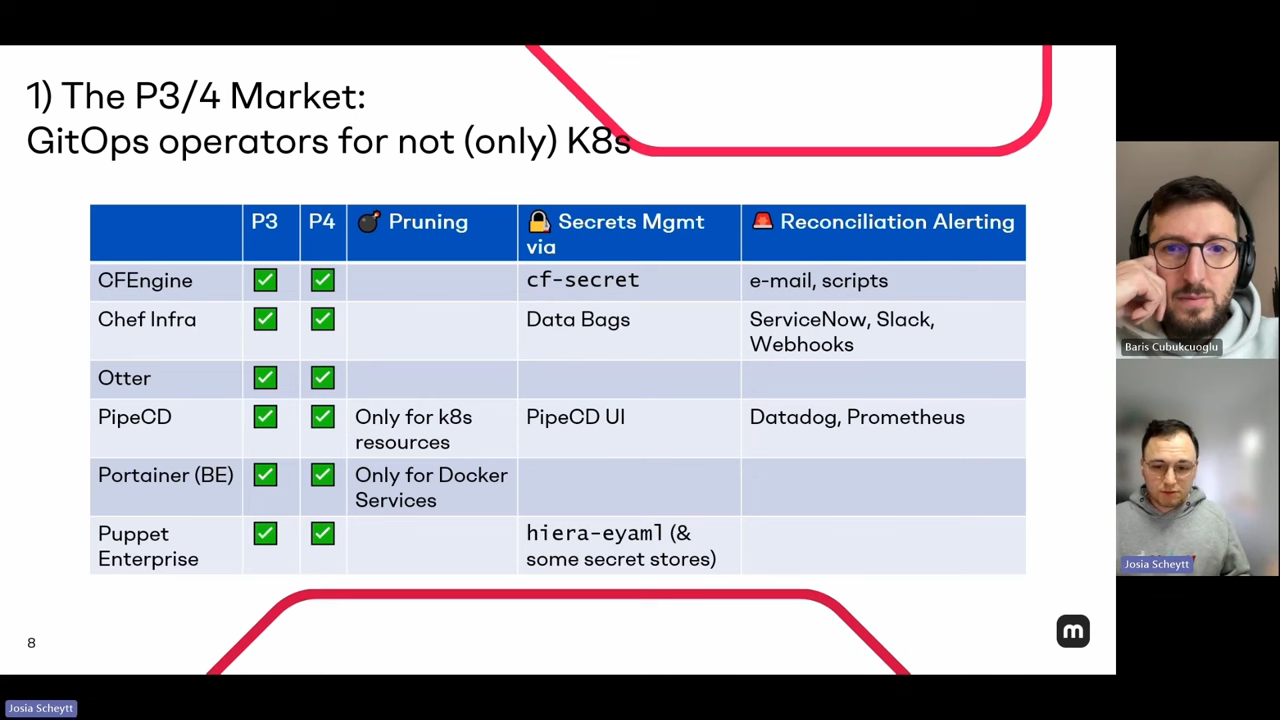 1) The P3/4 Market:
GitOps operators for not (only) K8s
P3 P4 Pruning Secrets Mgmt via Reconciliation Alerting
CFEngine cf-secret e-mail, scripts
Chef Infra Data Bags ServiceNow, Slack, Webhooks
Otter
PipeCD Only for k8s resources PipeCD UI Datadog, Prometheus
Portainer (BE) Only for Docker Services
Puppet Enterprise hiera-eyaml (& some secret stores)
8
m
Baris Cubukcuoglu
Josia Scheytt
Josia Scheytt